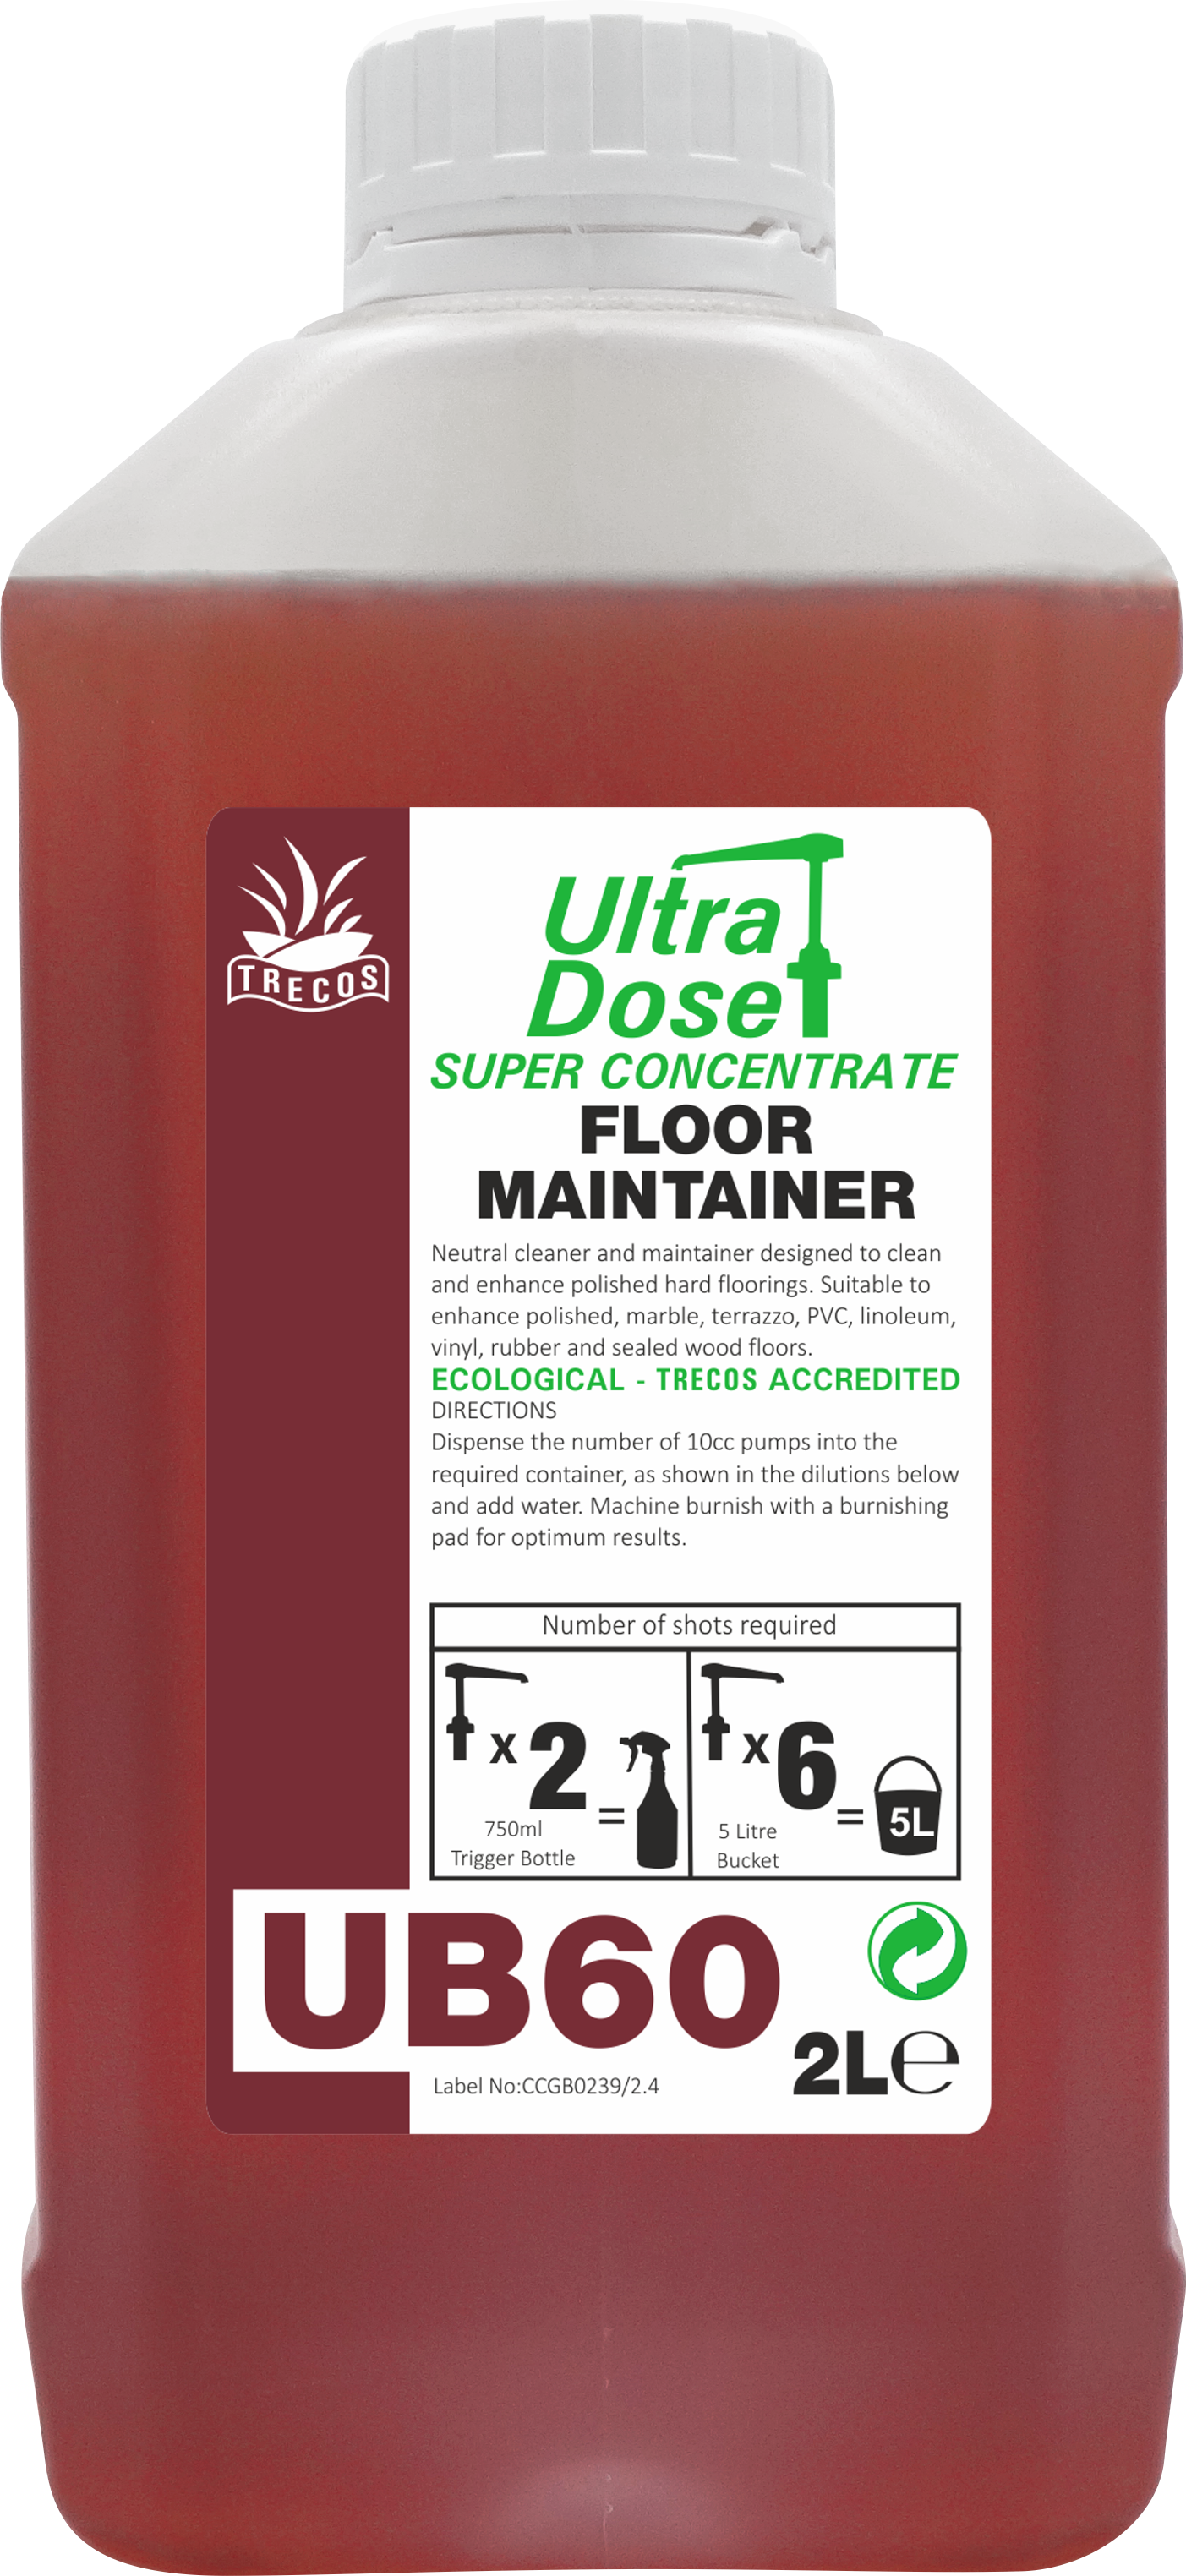 TRECOS
Ultra
Dose
SUPER CONCENTRATE
FLOOR
MAINTAINER
Neutral cleaner and maintainer designed to clean
and enhance polished hard floorings. Suitable to
enhance polished, marble, terrazzo, PVC, linoleum,
vinyl, rubber and sealed wood floors.
ECOLOGICAL - TRECOS ACCREDITED
DIRECTIONS
Dispense the number of 10cc pumps into the
required container, as shown in the dilutions below
and add water. Machine burnish with a burnishing
pad for optimum results.
Number of shots required
x 2 =
750ml
Trigger Bottle
x 6 = 5L
5 Litre
Bucket
UB60
2L℮
Label No:CCGB0239/2.4